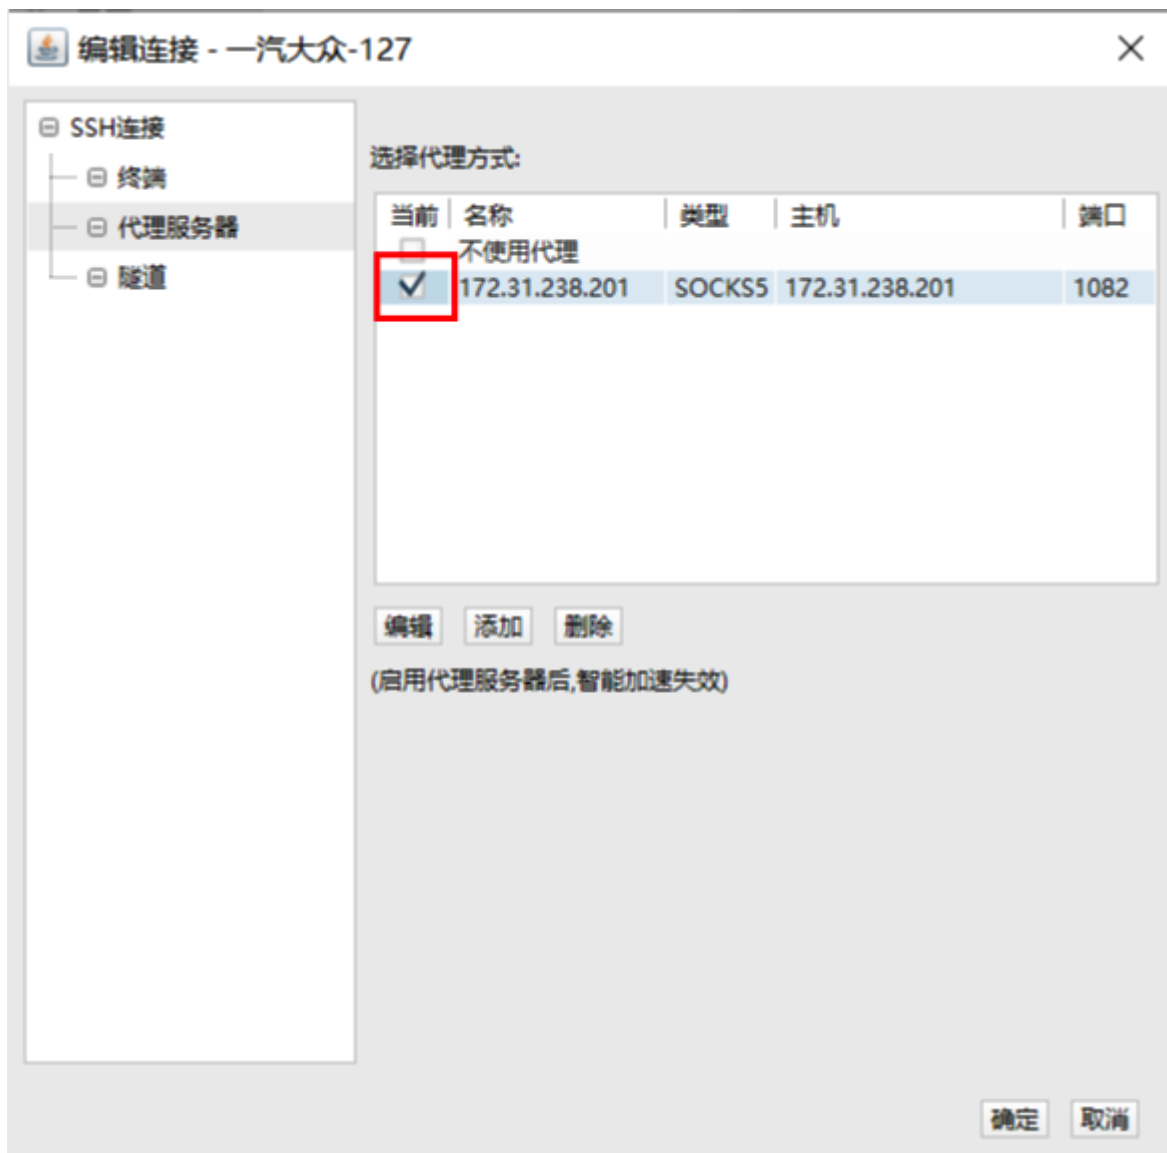 编辑连接 - 一汽大众-127
SSH连接
终端
代理服务器
隧道
选择代理方式:
当前 名称 类型 主机 端口
不使用代理
172.31.238.201 SOCKS5 172.31.238.201 1082
编辑 添加 删除
(启用代理服务器后,智能加速失效)
确定 取消